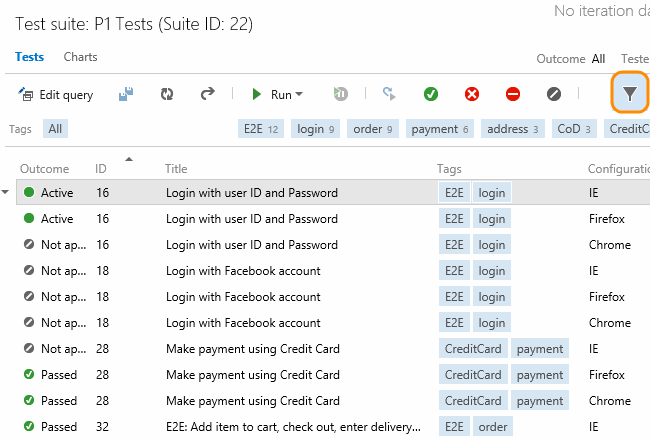 No iteration da
Test suite: P1 Tests (Suite ID: 22)
Tests Charts Outcome All Teste
Edit query Run
Tags All E2E 12 login 9 order 9 payment 6 address 3 CoD 3 CreditC
Outcome ID Title Tags Configuratio
Active 16 Login with user ID and Password E2E login IE
Active 16 Login with user ID and Password E2E login Firefox
Not ap... 16 Login with user ID and Password E2E login Chrome
Not ap... 18 Login with Facebook account E2E login IE
Not ap... 18 Login with Facebook account E2E login Firefox
Not ap... 18 Login with Facebook account E2E login Chrome
Not ap... 28 Make payment using Credit Card CreditCard payment IE
Passed 28 Make payment using Credit Card CreditCard payment Firefox
Passed 28 Make payment using Credit Card CreditCard payment Chrome
Passed 32 E2E: Add item to cart, check out, enter delivery... E2E order IE